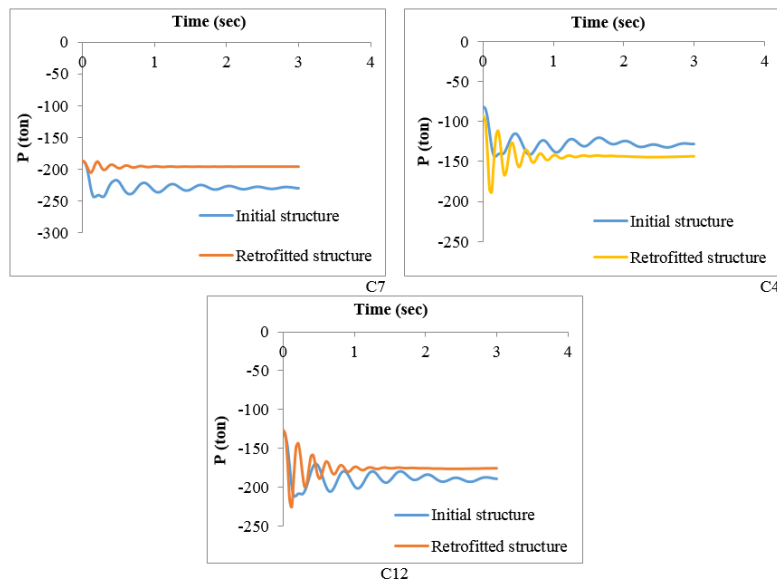 Time (sec)
0 1 2 3 4
0
-50
-100
-150
-200
-250
-300
P (ton)
Initial structure
Retrofitted structure
C7
Time (sec)
0 1 2 3 4
0
-50
-100
-150
-200
-250
P (ton)
Initial structure
Retrofitted structure
C4
Time (sec)
0 1 2 3 4
0
-50
-100
-150
-200
-250
P (ton)
Initial structure
Retrofitted structure
C12